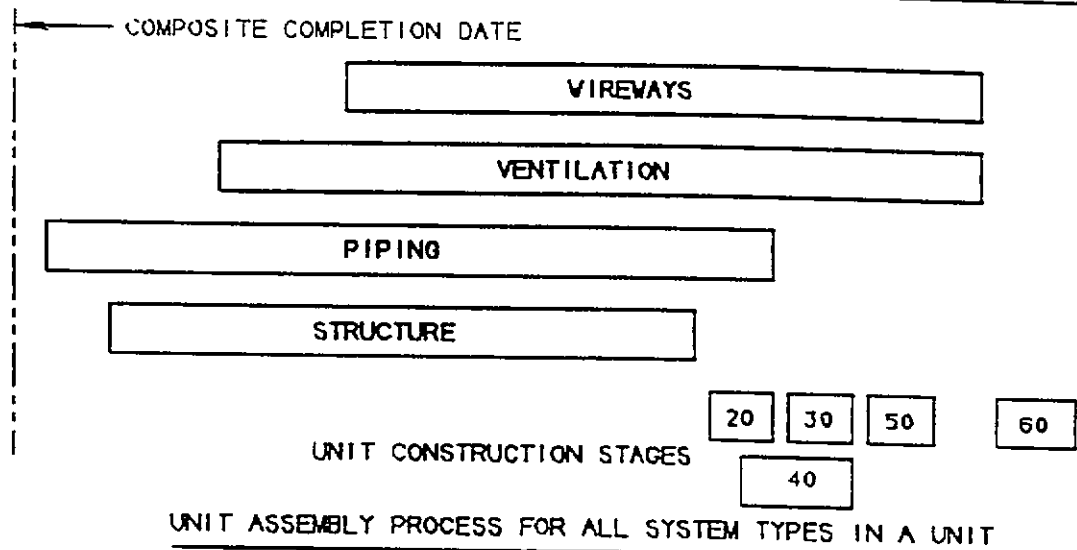 COMPOSITE COMPLETION DATE
WIREWAYS
VENTILATION
PIPING
STRUCTURE
20 30 50 60
UNIT CONSTRUCTION STAGES
40
UNIT ASSEMBLY PROCESS FOR ALL SYSTEM TYPES IN A UNIT